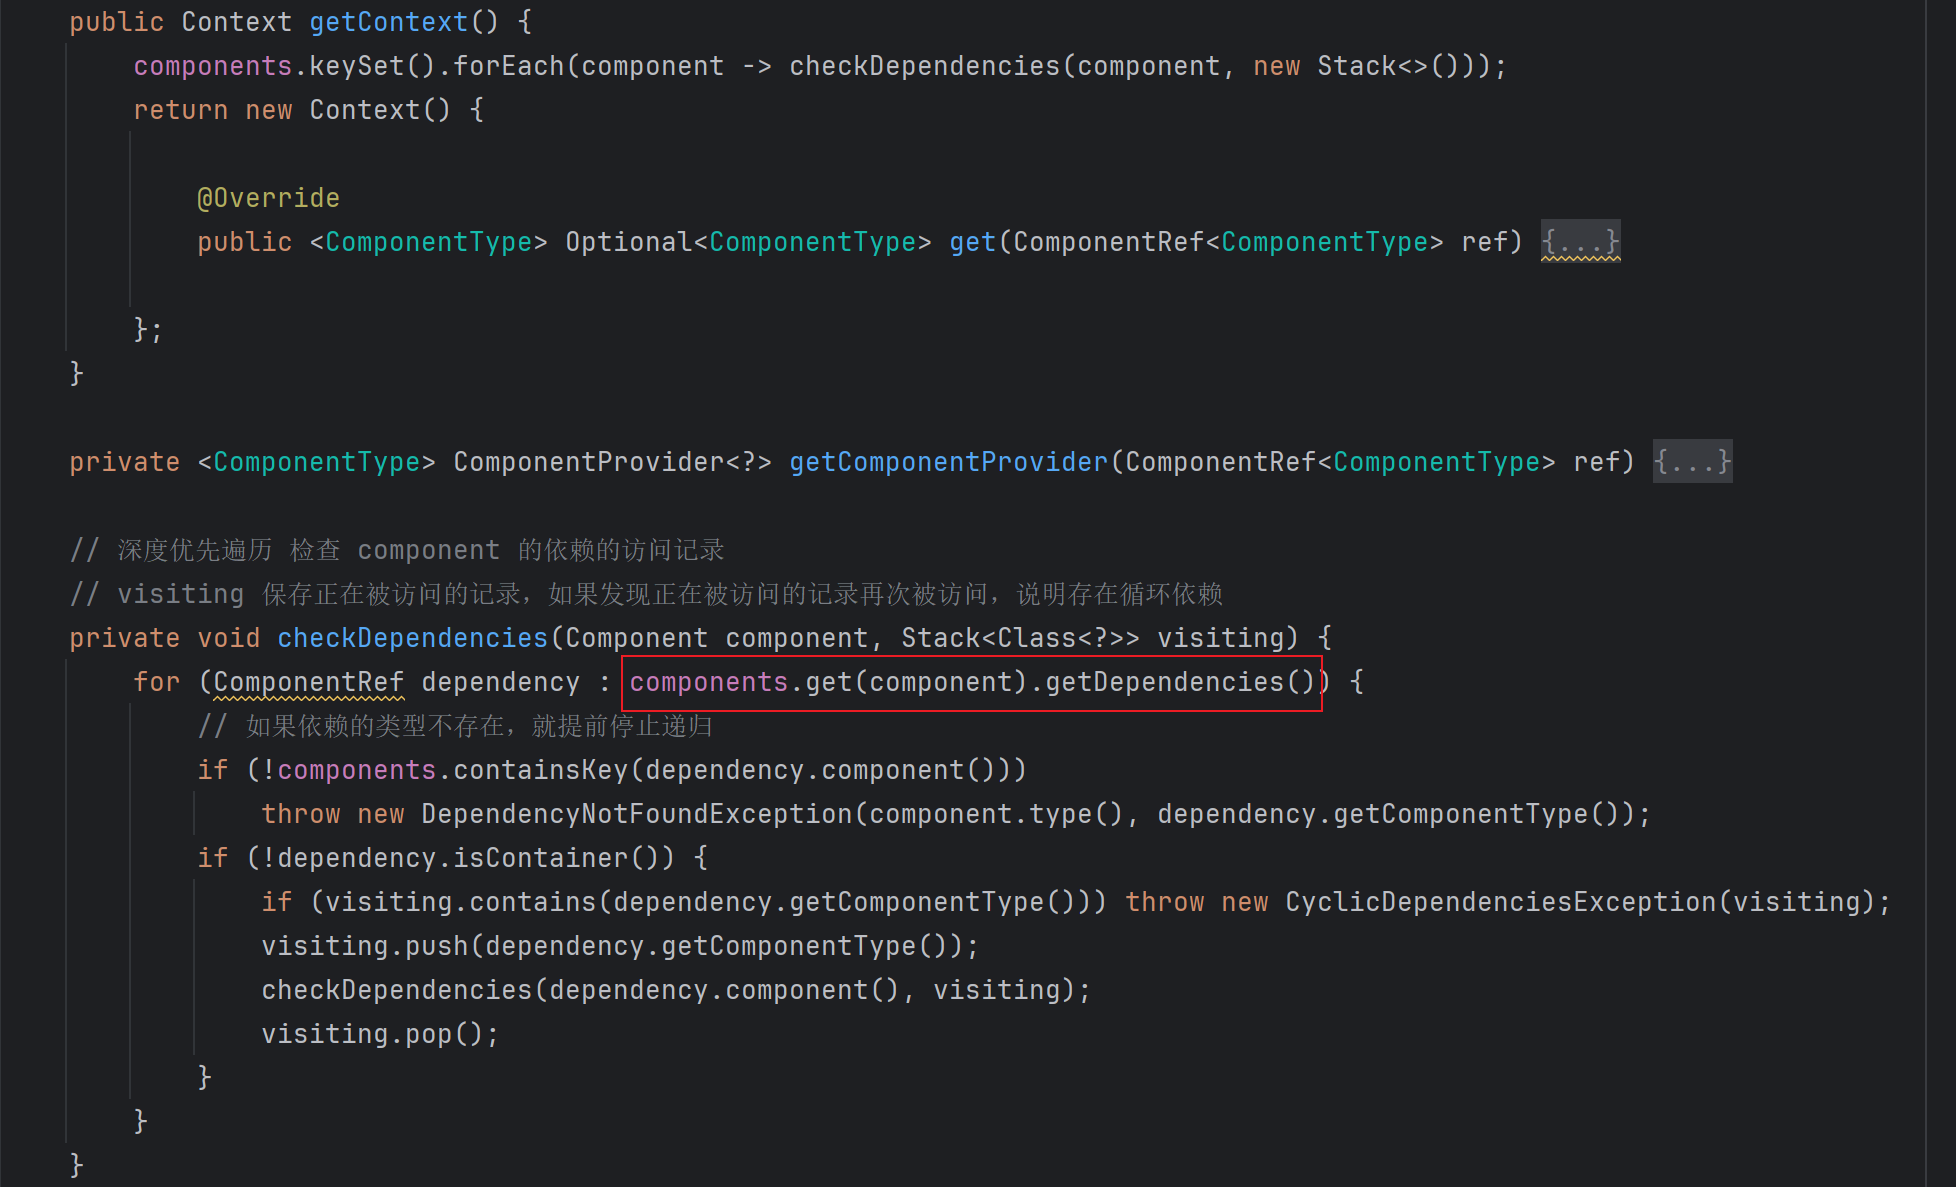 public Context getContext() {
components.keySet().forEach(component -> checkDependencies(component, new Stack<>()));
return new Context() {
@Override
public <ComponentType> Optional<ComponentType> get(ComponentRef<ComponentType> ref) {...}
};
}
private <ComponentType> ComponentProvider<?> getComponentProvider(ComponentRef<ComponentType> ref) {...}
// 深度优先遍历 检查 component 的依赖的访问记录
// visiting 保存正在被访问的记录，如果发现正在被访问的记录再次被访问，说明存在循环依赖
private void checkDependencies(Component component, Stack<Class<?>> visiting) {
for (ComponentRef dependency : components.get(component).getDependencies()) {
// 如果依赖的类型不存在，就提前停止递归
if (!components.containsKey(dependency.component()))
throw new DependencyNotFoundException(component.type(), dependency.getComponentType());
if (!dependency.isContainer()) {
if (visiting.contains(dependency.getComponentType())) throw new CyclicDependenciesException(visiting);
visiting.push(dependency.getComponentType());
checkDependencies(dependency.component(), visiting);
visiting.pop();
}
}
}